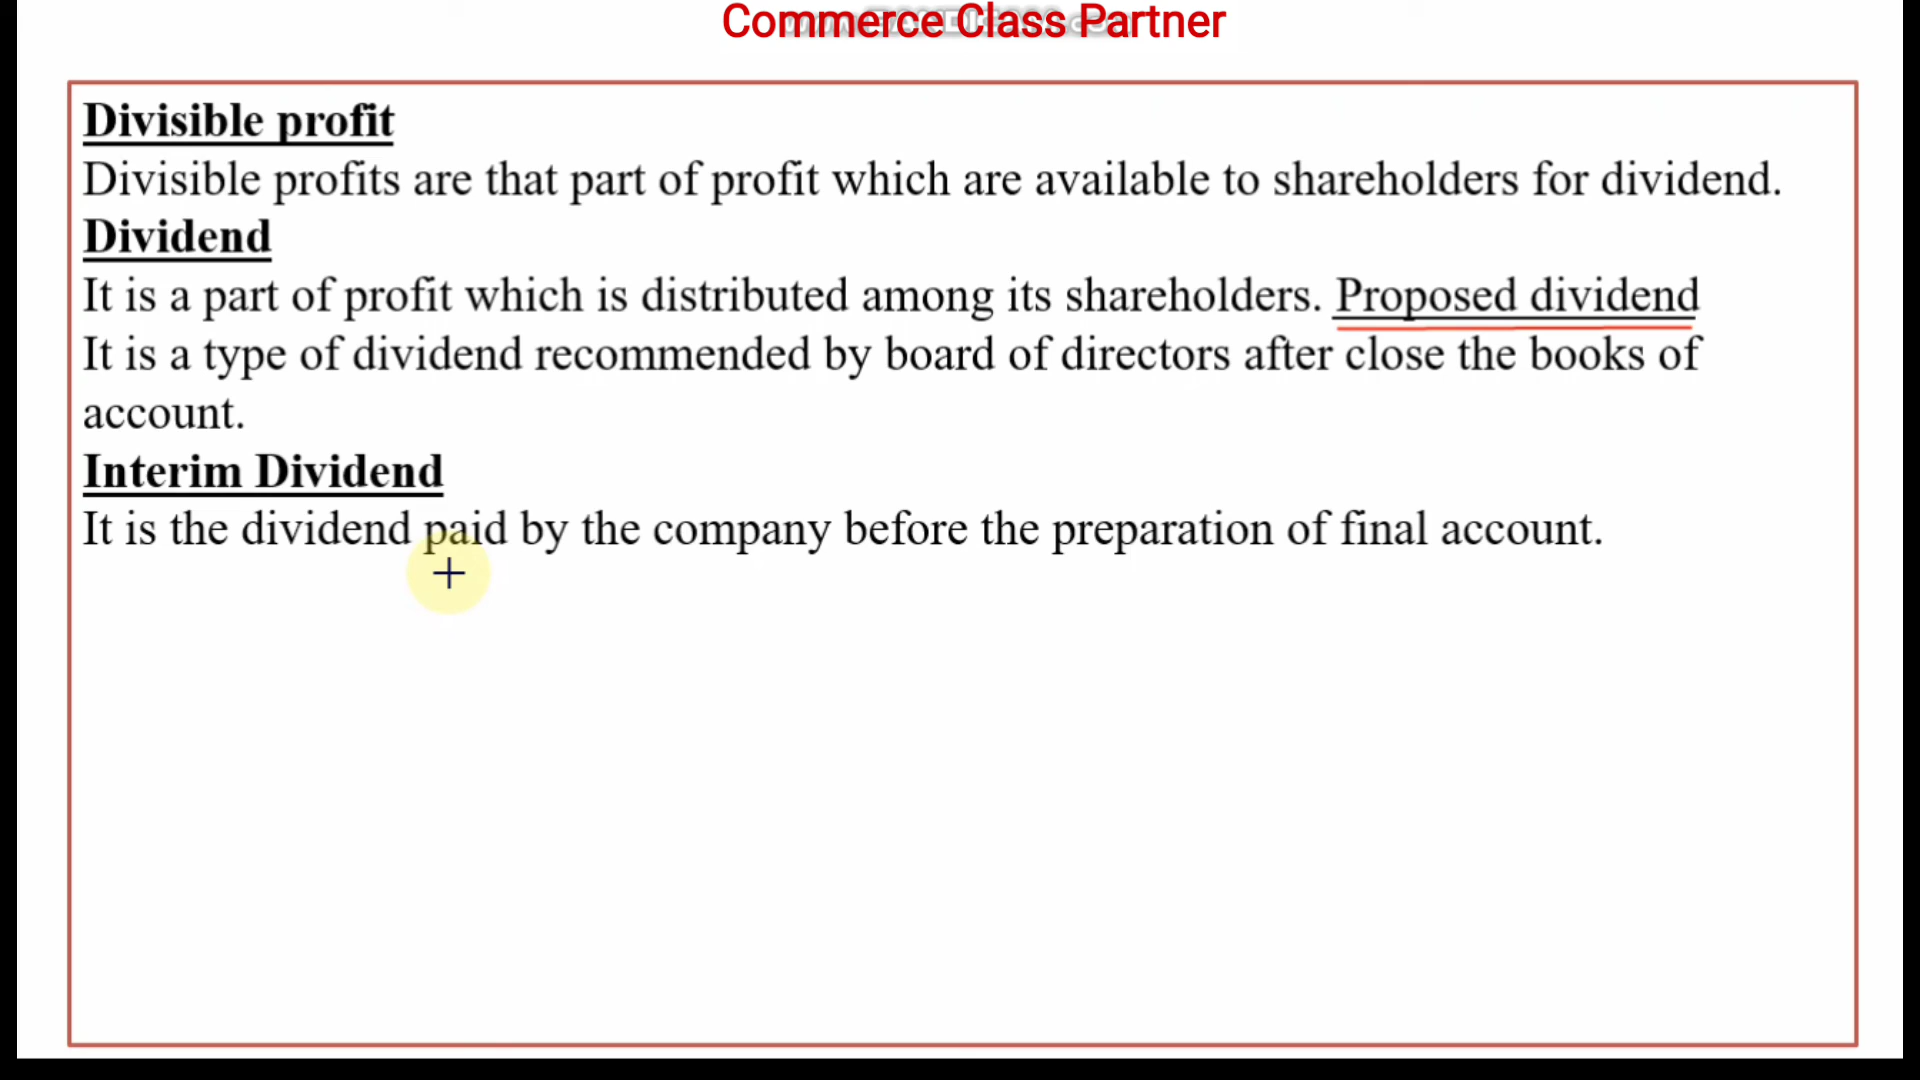 Commerce Class Partner
Divisible profit
Divisible profits are that part of profit which are available to shareholders for dividend.
Dividend
It is a part of profit which is distributed among its shareholders. Proposed dividend
It is a type of dividend recommended by board of directors after close the books of
account.
Interim Dividend
It is the dividend paid by the company before the preparation of final account.